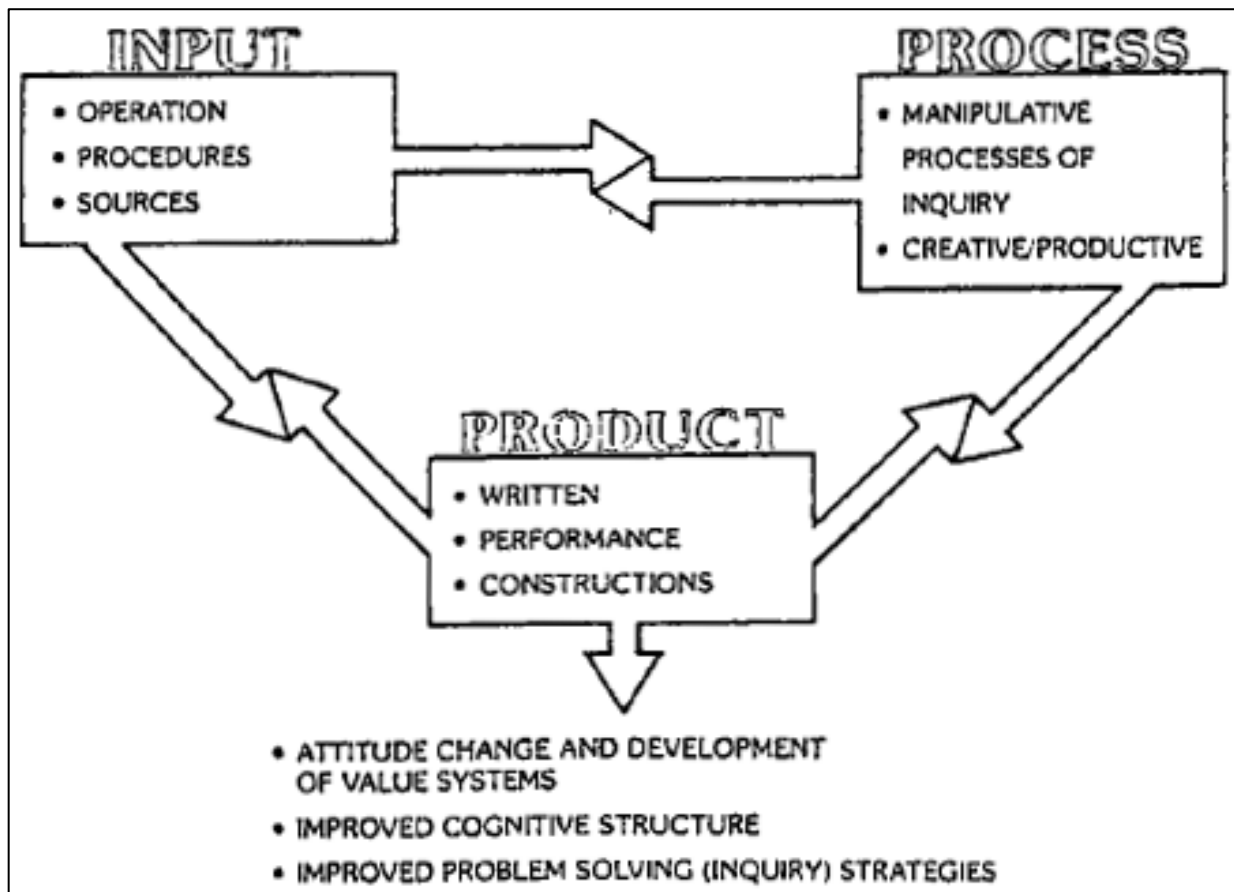 INPUT
• OPERATION
• PROCEDURES
• SOURCES
PROCESS
• MANIPULATIVE
PROCESSES OF
INQUIRY
• CREATIVE/PRODUCTIVE
PRODUCT
• WRITTEN
• PERFORMANCE
• CONSTRUCTIONS
• ATTITUDE CHANGE AND DEVELOPMENT
OF VALUE SYSTEMS
• IMPROVED COGNITIVE STRUCTURE
• IMPROVED PROBLEM SOLVING (INQUIRY) STRATEGIES